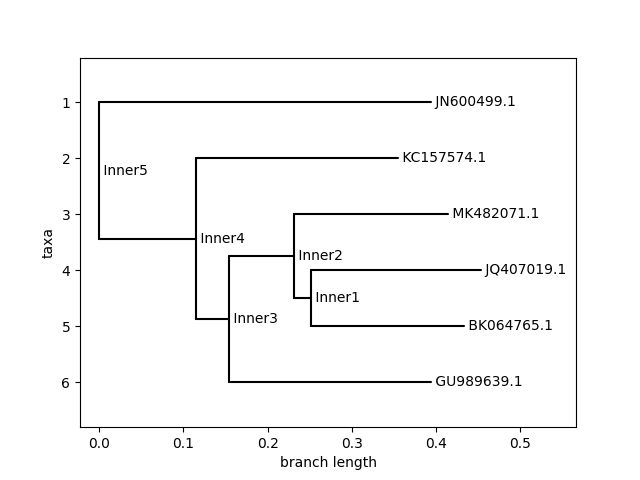 1
JN600499.1
2
KC157574.1
Inner5
3
MK482071.1
Inner4
Inner2
taxa
4
JQ407019.1
Inner1
Inner3
5
BK064765.1
6
GU989639.1
0.0 0.1 0.2 0.3 0.4 0.5
branch length